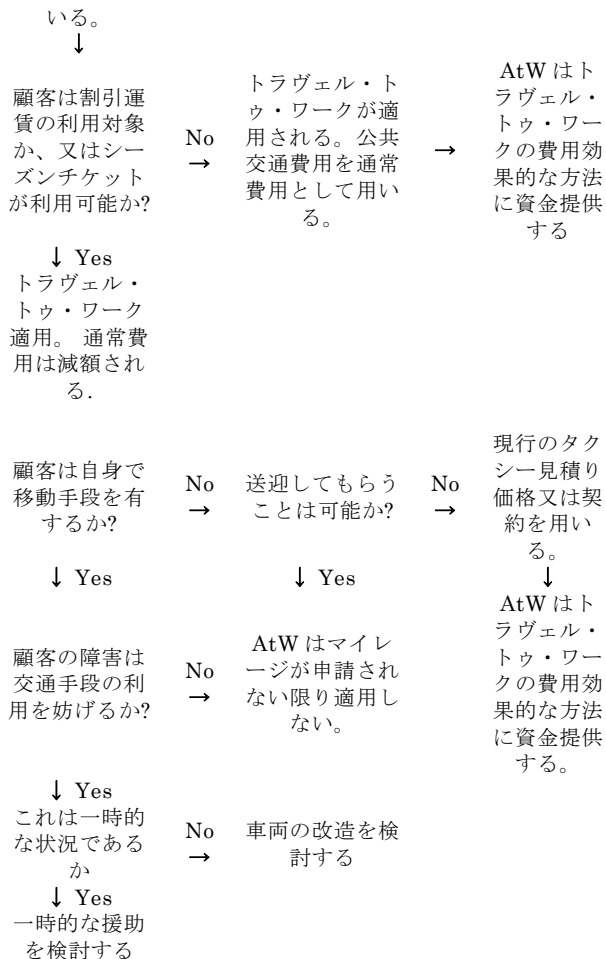 いる。
↓
顧客は割引運
賃の利用対象
か、又はシー
ズンチケット
が利用可能か?
No
→
トラヴェル・ト
ゥ・ワークが適
用される。公共
交通費用を通常
費用として用い
る。
→
AtW はト
ラヴェル・
トゥ・ワー
クの費用効
果的な方法
に資金提供
する
↓ Yes
トラヴェル・
トゥ・ワーク
適用。 通常費
用は減額され
る.
顧客は自身で
移動手段を有
するか?
No
→
送迎してもらう
ことは可能か?
No
→
現行のタク
シー見積り
価格又は契
約を用い
る。
↓ Yes
↓ Yes
↓
顧客の障害は
交通手段の利
用を妨げるか?
No
→
AtW はマイレ
ージが申請され
ない限り適用し
ない。
AtW はト
ラヴェル・
トゥ・ワー
クの費用効
果的な方法
に資金提供
する。
↓ Yes
これは一時的
な状況である
か
No
→
車両の改造を検
討する
↓ Yes
一時的な援助
を検討する